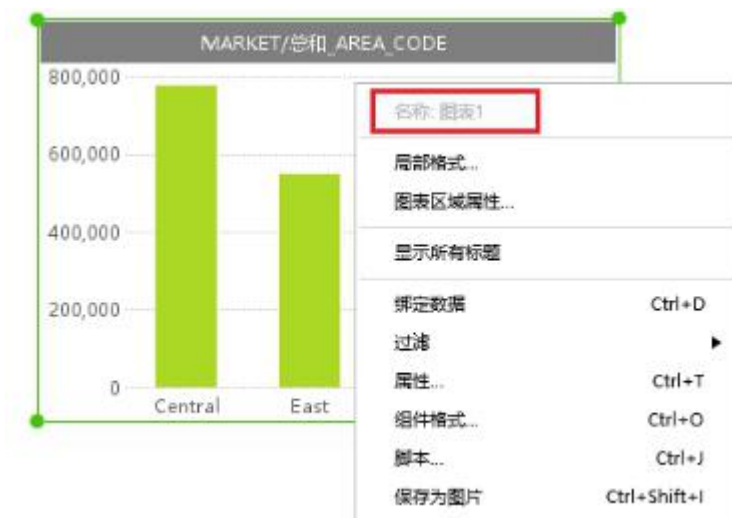 MARKET/总和_AREA_CODE
800,000
600,000
400,000
200,000
0
Central East
名称: 图表1
局部格式...
图表区域属性...
显示所有标题
绑定数据 Ctrl+D
过滤
属性... Ctrl+T
组件格式... Ctrl+O
脚本... Ctrl+J
保存为图片 Ctrl+Shift+I